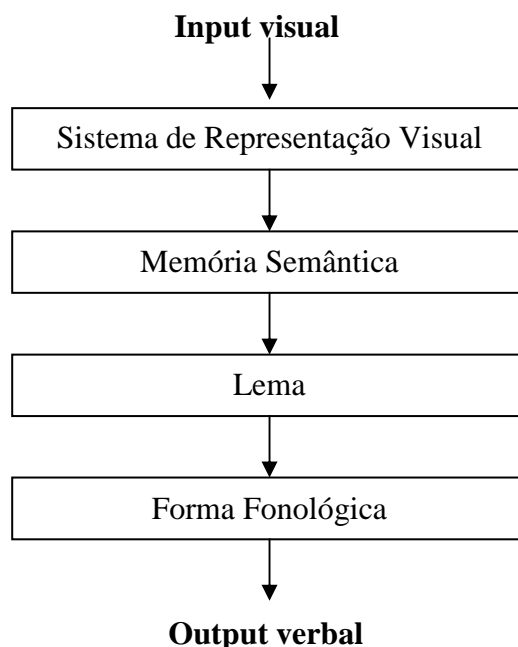 Input visual
Sistema de Representação Visual
Memória Semântica
Lema
Forma Fonológica
Output verbal